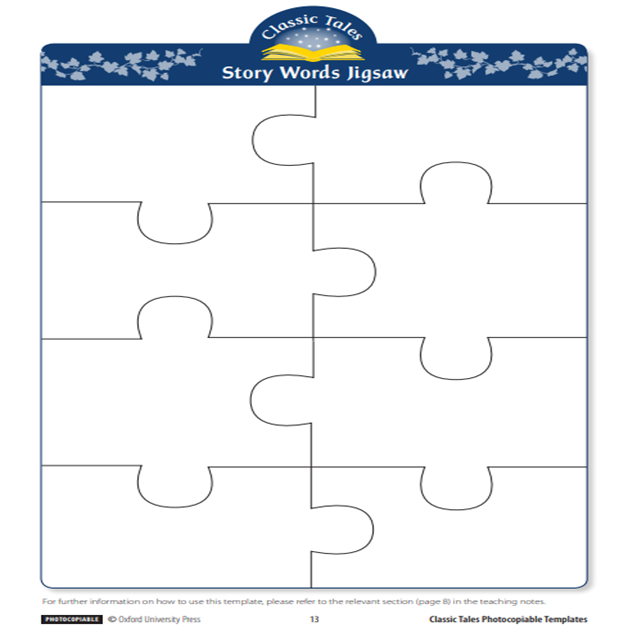 Classic Tales
Story Words Jigsaw
For further information on how to use this template, please refer to the relevant section (page 8) in the teaching notes.
PHOTOCOPIABLE © Oxford University Press 13 Classic Tales Photocopiable Templates